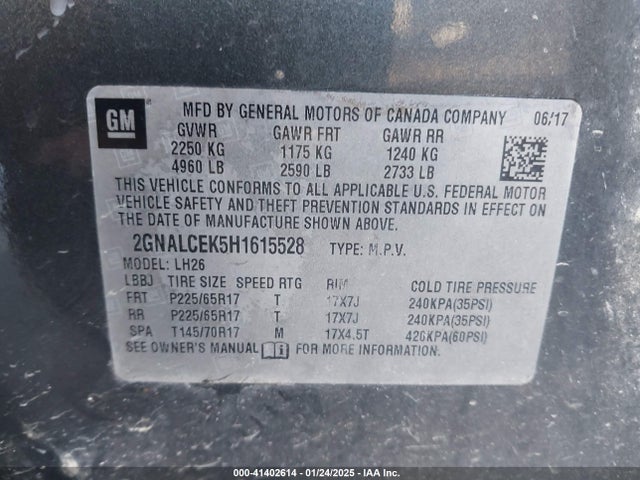 GM
MFD BY GENERAL MOTORS OF CANADA COMPANY 06/17
GVWR GAWR FRT GAWR RR
2250 KG 1175 KG 1240 KG
4960 LB 2590 LB 2733 LB
THIS VEHICLE CONFORMS TO ALL APPLICABLE U.S. FEDERAL MOTOR
VEHICLE SAFETY AND THEFT PREVENTION STANDARDS IN EFFECT ON
THE DATE OF MANUFACTURE SHOWN ABOVE.
2GNALCEK5H1615528 TYPE: M.P.V.
MODEL: LH26
LBBJ TIRE SIZE SPEED RTG RIM COLD TIRE PRESSURE
FRT P225/65R17 T 17X7J 240KPA(35PSI)
RR P225/65R17 T 17X7J 240KPA(35PSI)
SPA T145/70R17 M 17X4.5T 420KPA(60PSI)
SEE OWNER'S MANUAL FOR MORE INFORMATION.
000-41402614 - 01/24/2025 - IAA Inc.